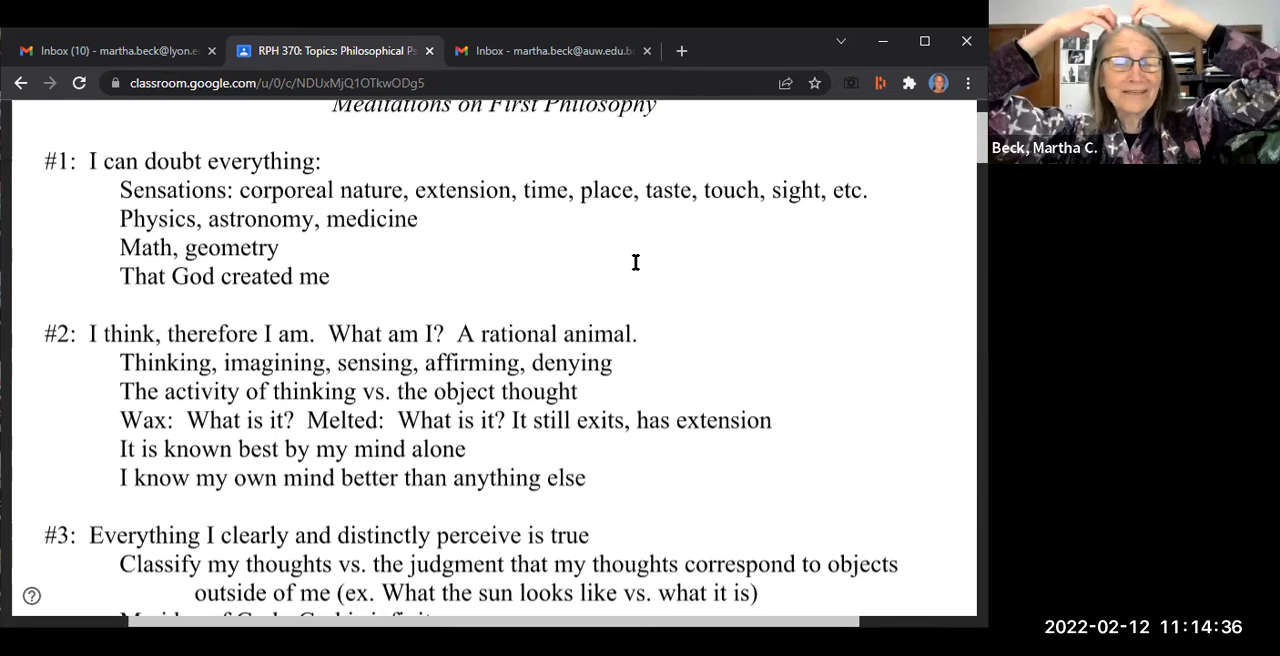 Inbox (10) - martha.beck@lyon.e
RPH 370: Topics: Philosophical Ps
Inbox - martha.beck@auw.edu.b
classroom.google.com/u/0/c/NDUxMjQ1OTkwODg5
Meditations on First Philosophy
#1: I can doubt everything:
Sensations: corporeal nature, extension, time, place, taste, touch, sight, etc.
Physics, astronomy, medicine
Math, geometry
That God created me
#2: I think, therefore I am. What am I? A rational animal.
Thinking, imagining, sensing, affirming, denying
The activity of thinking vs. the object thought
Wax: What is it? Melted: What is it? It still exits, has extension
It is known best by my mind alone
I know my own mind better than anything else
#3: Everything I clearly and distinctly perceive is true
Classify my thoughts vs. the judgment that my thoughts correspond to objects
outside of me (ex. What the sun looks like vs. what it is)
Beck, Martha C.
2022-02-12 11:14:36